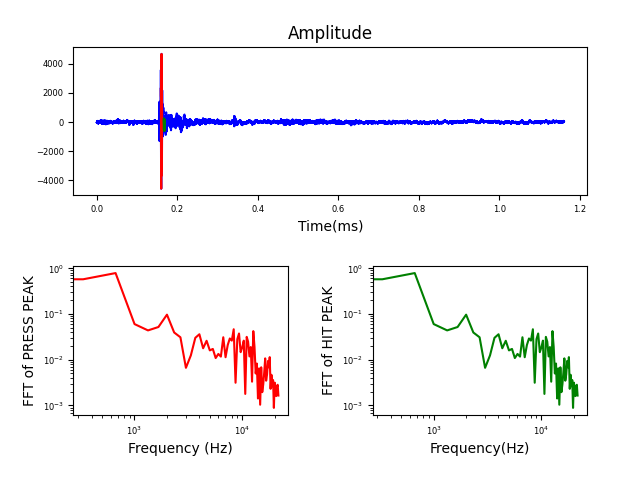 Amplitude
4000
2000
0
−2000
−4000
0.0 0.2 0.4 0.6 0.8 1.0 1.2
Time(ms)
FFT of PRESS PEAK
10⁰
10⁻¹
10⁻²
10⁻³
10³ 10⁴
Frequency (Hz)
FFT of HIT PEAK
10⁰
10⁻¹
10⁻²
10⁻³
10³ 10⁴
Frequency(Hz)